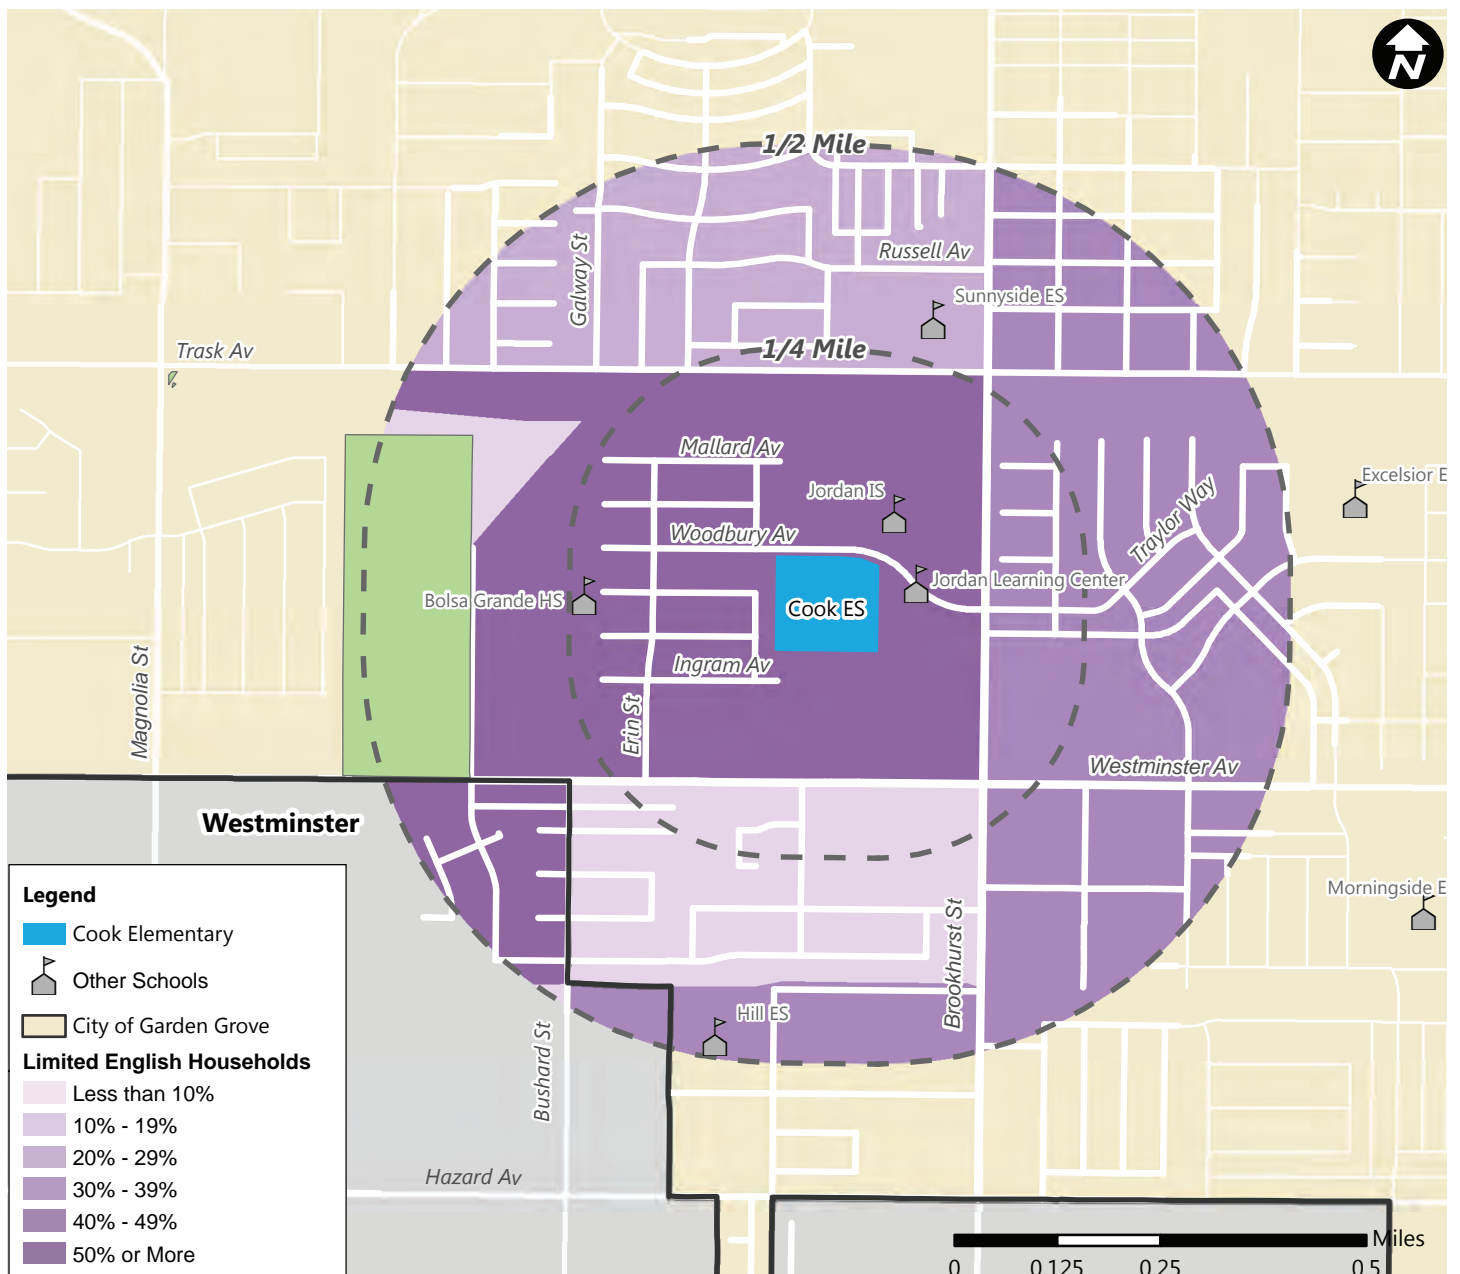 N
1/2 Mile
Russell Av
Galway St
Sunnyside ES
1/4 Mile
Trask Av
Mallard Av
Excelsior E
Jordan IS
Traylor Way
Woodbury Av
Jordan Learning Center
Bolsa Grande HS
Cook ES
Ingram Av
Magnolia St
Erin St
Westminster Av
Westminster
Morningside E
Brookhurst St
Hill ES
Bushard St
Hazard Av
Legend
Cook Elementary
Other Schools
City of Garden Grove
Limited English Households
Less than 10%
10% - 19%
20% - 29%
30% - 39%
40% - 49%
50% or More
Miles
0 0.125 0.25 0.5